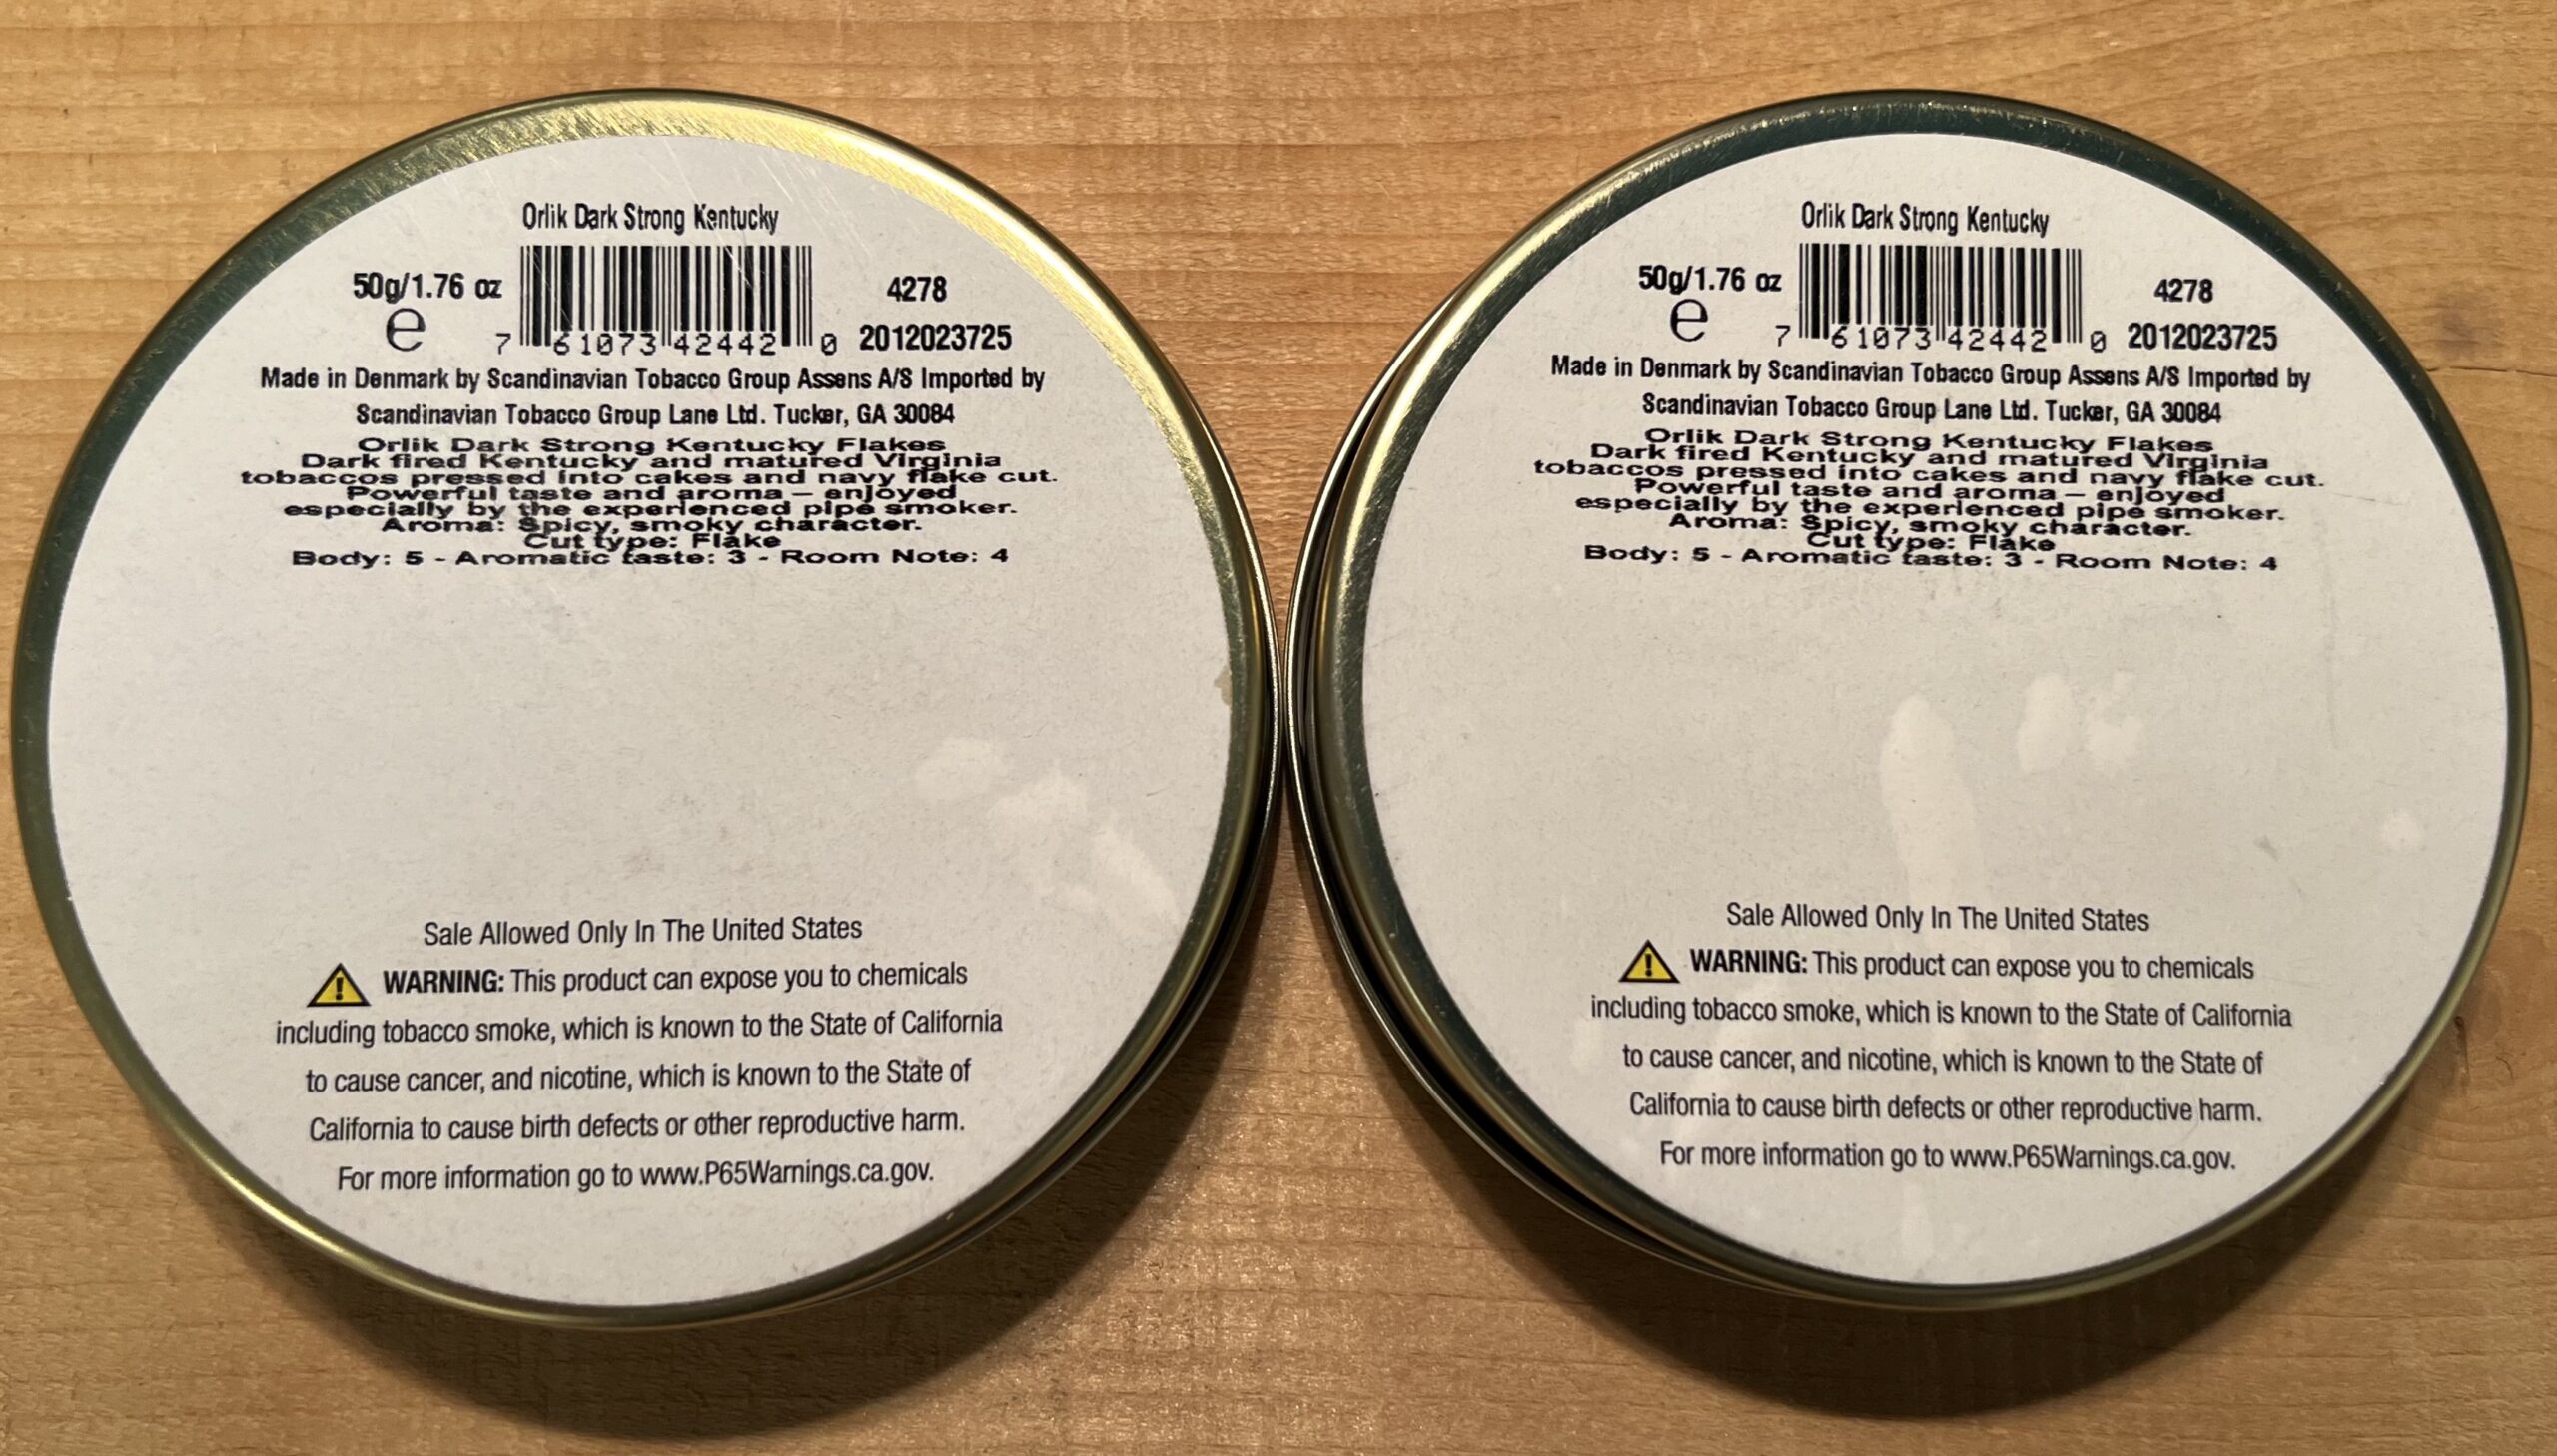 Orlik Dark Strong Kentucky
50g/1.76 oz
e
7 61073 42442 0
4278
2012023725
Made in Denmark by Scandinavian Tobacco Group Assens A/S Imported by
Scandinavian Tobacco Group Lane Ltd. Tucker, GA 30084
Orlik Dark Strong Kentucky Flakes
Dark fired Kentucky and matured Virginia
tobaccos pressed into cakes and navy flake cut.
Powerful taste and aroma – enjoyed
especially by the experienced pipe smoker.
Aroma: Spicy, smoky character.
Cut type: Flake
Body: 5 - Aromatic taste: 3 - Room Note: 4
Sale Allowed Only In The United States
WARNING: This product can expose you to chemicals
including tobacco smoke, which is known to the State of California
to cause cancer, and nicotine, which is known to the State of
California to cause birth defects or other reproductive harm.
For more information go to www.P65Warnings.ca.gov.
Orlik Dark Strong Kentucky
50g/1.76 oz
e
7 61073 42442 0
4278
2012023725
Made in Denmark by Scandinavian Tobacco Group Assens A/S Imported by
Scandinavian Tobacco Group Lane Ltd. Tucker, GA 30084
Orlik Dark Strong Kentucky Flakes
Dark fired Kentucky and matured Virginia
tobaccos pressed into cakes and navy flake cut.
Powerful taste and aroma – enjoyed
especially by the experienced pipe smoker.
Aroma: Spicy, smoky character.
Cut type: Flake
Body: 5 - Aromatic taste: 3 - Room Note: 4
Sale Allowed Only In The United States
WARNING: This product can expose you to chemicals
including tobacco smoke, which is known to the State of California
to cause cancer, and nicotine, which is known to the State of
California to cause birth defects or other reproductive harm.
For more information go to www.P65Warnings.ca.gov.